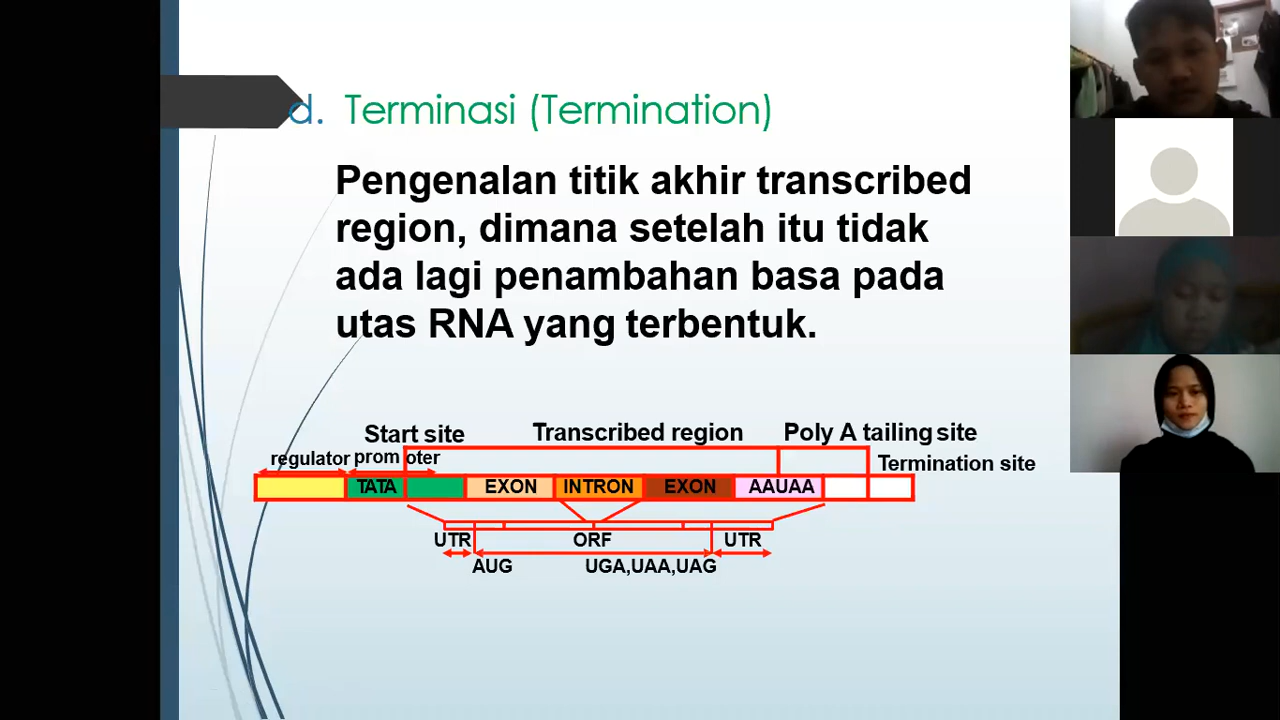 d. Terminasi (Termination)
Pengenalan titik akhir transcribed
region, dimana setelah itu tidak
ada lagi penambahan basa pada
utas RNA yang terbentuk.
Start site
Transcribed region
Poly A tailing site
regulator
prom oter
Termination site
TATA
EXON
INTRON
EXON
AAUAA
UTR
ORF
UTR
AUG
UGA,UAA,UAG